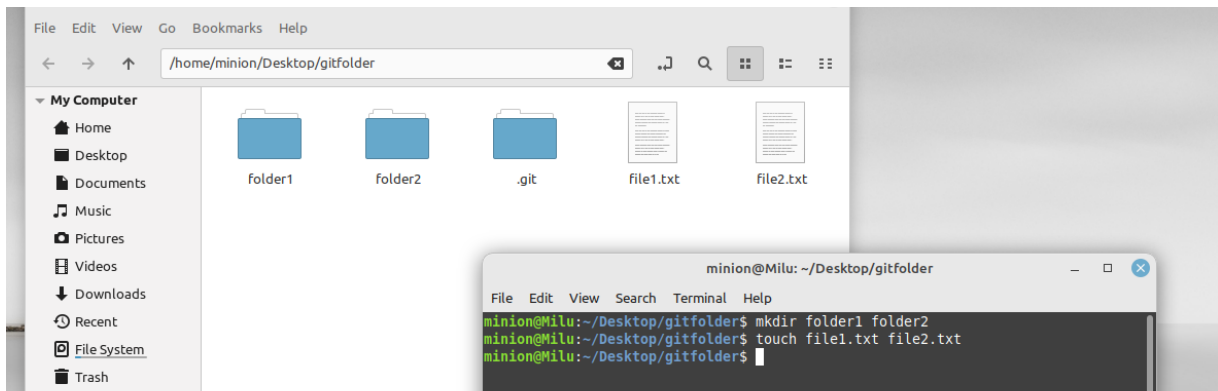 File Edit View Go Bookmarks Help
/home/minion/Desktop/gitfolder
My Computer
Home
Desktop
Documents
Music
Pictures
Videos
Downloads
Recent
File System
Trash
folder1 folder2 .git file1.txt file2.txt
minion@Milu: ~/Desktop/gitfolder
File Edit View Search Terminal Help
minion@Milu:~/Desktop/gitfolder$ mkdir folder1 folder2
minion@Milu:~/Desktop/gitfolder$ touch file1.txt file2.txt
minion@Milu:~/Desktop/gitfolder$